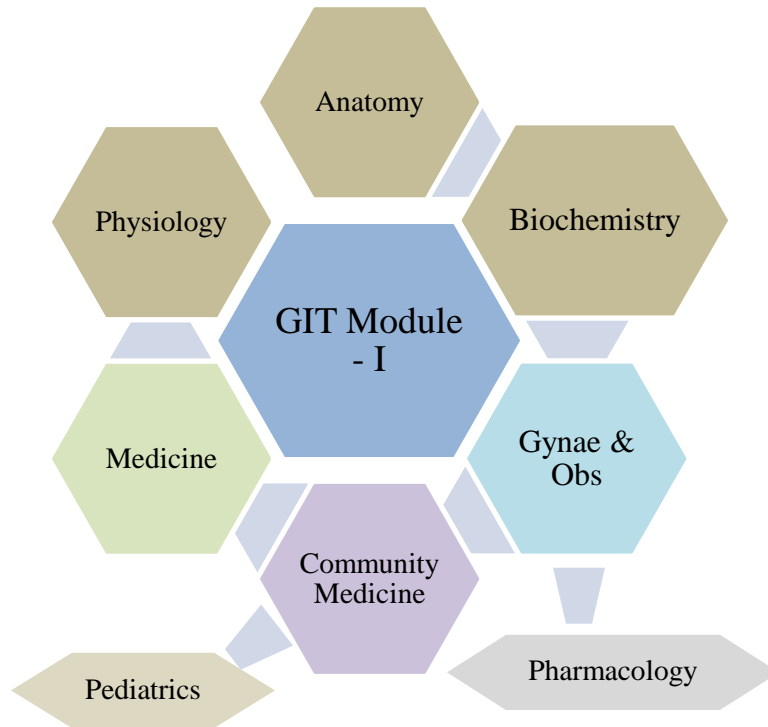 Anatomy
Physiology
Biochemistry
GIT Module
- I
Medicine
Gynae &
Obs
Community
Medicine
Pediatrics
Pharmacology